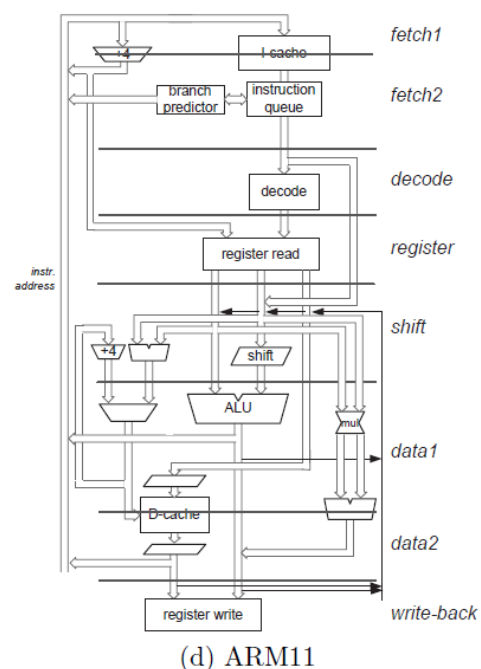 fetch1
I-cache
+4
fetch2
branch
predictor
instruction
queue
decode
decode
register
register read
instr.
address
shift
+4
shift
ALU
mul
data1
D-cache
data2
register write
write-back
(d) ARM11